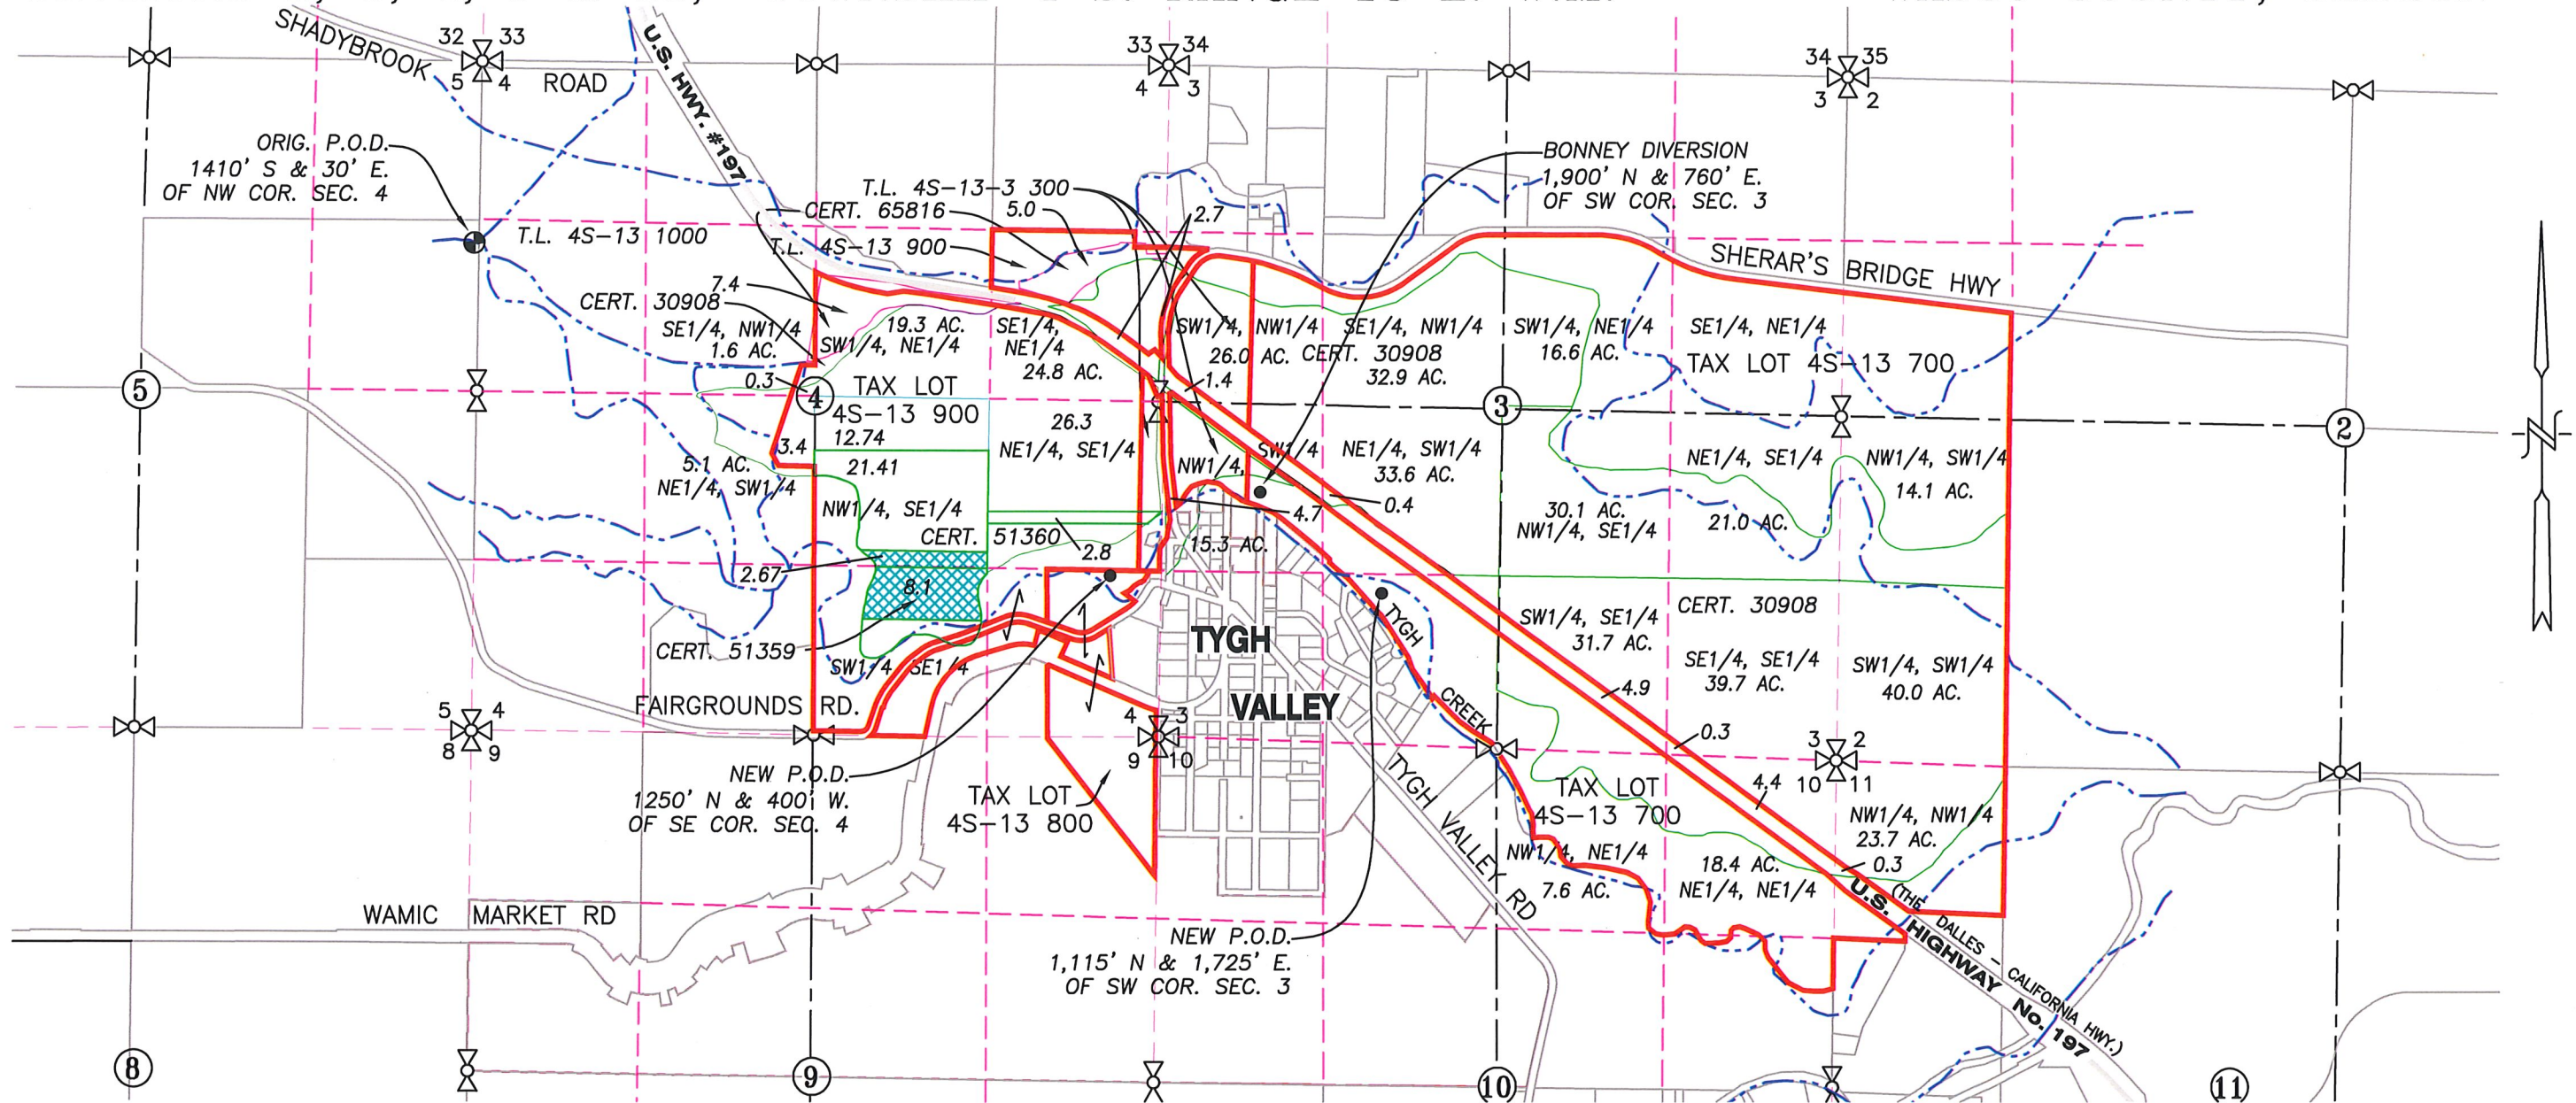 SHADYBROOK
ROAD
32 33
5 4
U.S. HWY. #197
33 34
4 3
34 35
3 2
ORIG. P.O.D.
1410' S & 30' E.
OF NW COR. SEC. 4
BONNEY DIVERSION
1,900' N & 760' E.
OF SW COR. SEC. 3
T.L. 4S-13-3 300
CERT. 65816
5.0
2.7
T.L. 4S-13 1000
T.L. 4S-13 900
SHERAR'S BRIDGE HWY
7.4
CERT. 30908
SE1/4, NW1/4
1.6 AC.
0.3
19.3 AC.
SW1/4, NE1/4
SE1/4,
NE1/4
24.8 AC.
SW1/4, NW1/4
26.0 AC.
CERT. 30908
SE1/4, NW1/4
32.9 AC.
SW1/4, NE1/4
16.6 AC.
SE1/4, NE1/4
TAX LOT 4S-13 700
1.4
5
4
3
2
TAX LOT
4S-13 900
12.74
3.4
21.41
26.3
NE1/4, SE1/4
5.1 AC.
NE1/4, SW1/4
NW1/4, SE1/4
NW1/4, SW1/4
NE1/4, SW1/4
33.6 AC.
0.4
4.7
NE1/4, SE1/4
NW1/4, SW1/4
14.1 AC.
30.1 AC.
NW1/4, SE1/4
21.0 AC.
CERT. 51360
2.8
15.3 AC.
2.67
8.1
CERT. 51359
SW1/4, SE1/4
TYGH
VALLEY
TYGH
CREEK
SW1/4, SE1/4
31.7 AC.
CERT. 30908
SE1/4, SE1/4
39.7 AC.
SW1/4, SW1/4
40.0 AC.
4.9
0.3
FAIRGROUNDS RD.
5 4
8 9
4 3
9 10
3 2
10 11
NEW P.O.D.
1250' N & 400' W.
OF SE COR. SEC. 4
TAX LOT
4S-13 800
TYGH VALLEY RD
TAX LOT
4S-13 700
4.4
NW1/4, NW1/4
23.7 AC.
0.3
NW1/4, NE1/4
7.6 AC.
18.4 AC.
NE1/4, NE1/4
WAMIC MARKET RD
NEW P.O.D.
1,115' N & 1,725' E.
OF SW COR. SEC. 3
U.S. HIGHWAY No. 197
(THE DALLES - CALIFORNIA HWY.)
N
8
9
10
11